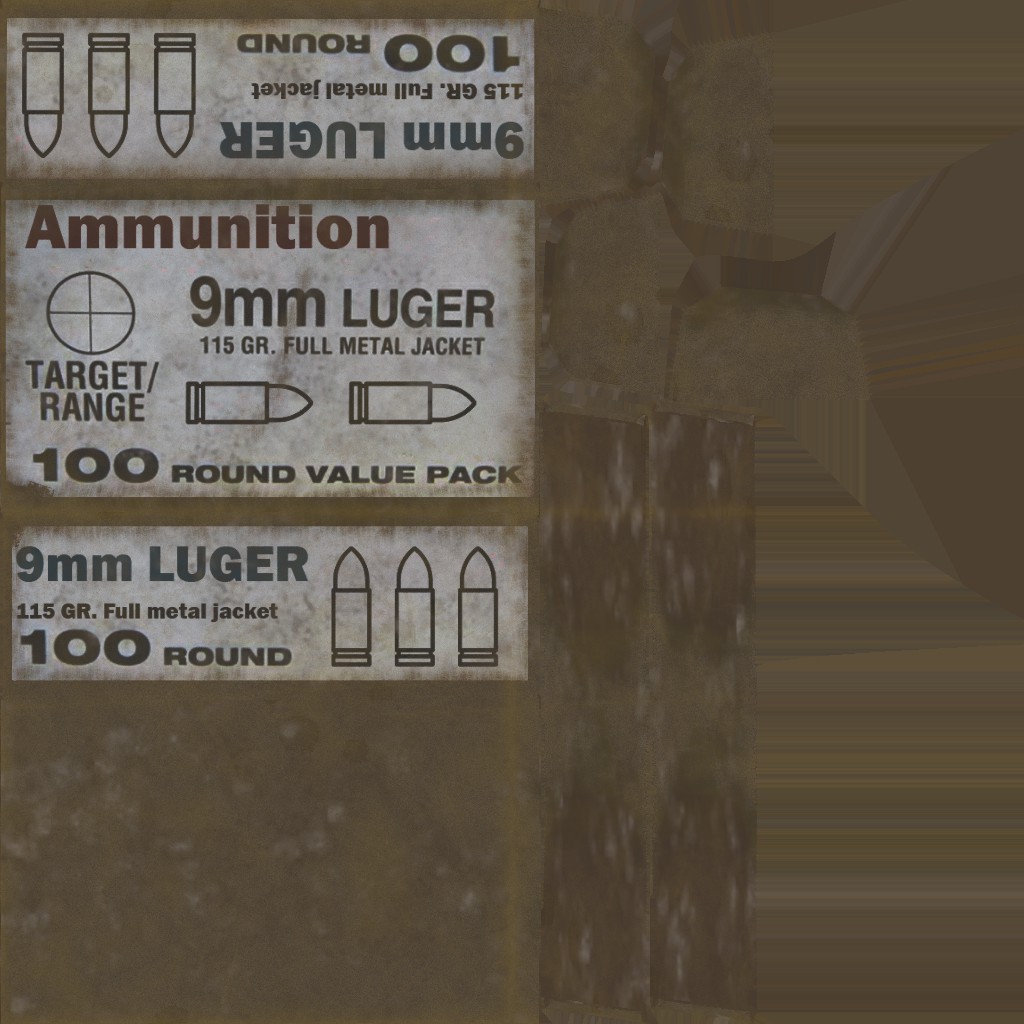 100 ROUND
115 GR. Full metal jacket
9mm LUGER
Ammunition
9mm LUGER
115 GR. FULL METAL JACKET
TARGET/
RANGE
100 ROUND VALUE PACK
9mm LUGER
115 GR. Full metal jacket
100 ROUND